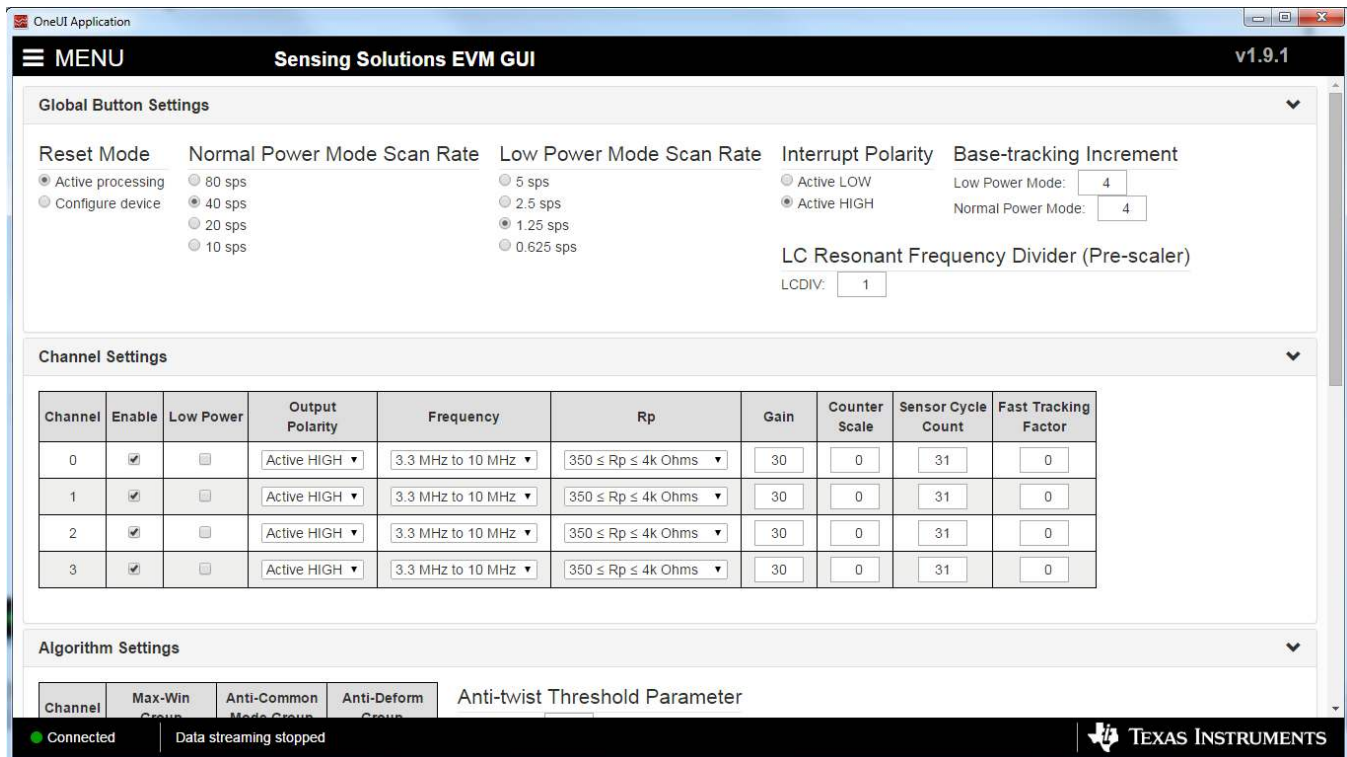 OneUI Application
MENU
Sensing Solutions EVM GUI
v1.9.1
Global Button Settings
Reset Mode
Active processing
Configure device
Normal Power Mode Scan Rate
80 sps
40 sps
20 sps
10 sps
Low Power Mode Scan Rate
5 sps
2.5 sps
1.25 sps
0.625 sps
Interrupt Polarity
Active LOW
Active HIGH
Base-tracking Increment
Low Power Mode: 4
Normal Power Mode: 4
LC Resonant Frequency Divider (Pre-scaler)
LCDIV: 1
Channel Settings
Channel Enable Low Power Output Polarity Frequency Rp Gain Counter Scale Sensor Cycle Count Fast Tracking Factor
0 Active HIGH 3.3 MHz to 10 MHz 350 ≤ Rp ≤ 4k Ohms 30 0 31 0
1 Active HIGH 3.3 MHz to 10 MHz 350 ≤ Rp ≤ 4k Ohms 30 0 31 0
2 Active HIGH 3.3 MHz to 10 MHz 350 ≤ Rp ≤ 4k Ohms 30 0 31 0
3 Active HIGH 3.3 MHz to 10 MHz 350 ≤ Rp ≤ 4k Ohms 30 0 31 0
Algorithm Settings
Channel Max-Win Group Anti-Common Mode Group Anti-Deform Group
Anti-twist Threshold Parameter
Connected
Data streaming stopped
TEXAS INSTRUMENTS